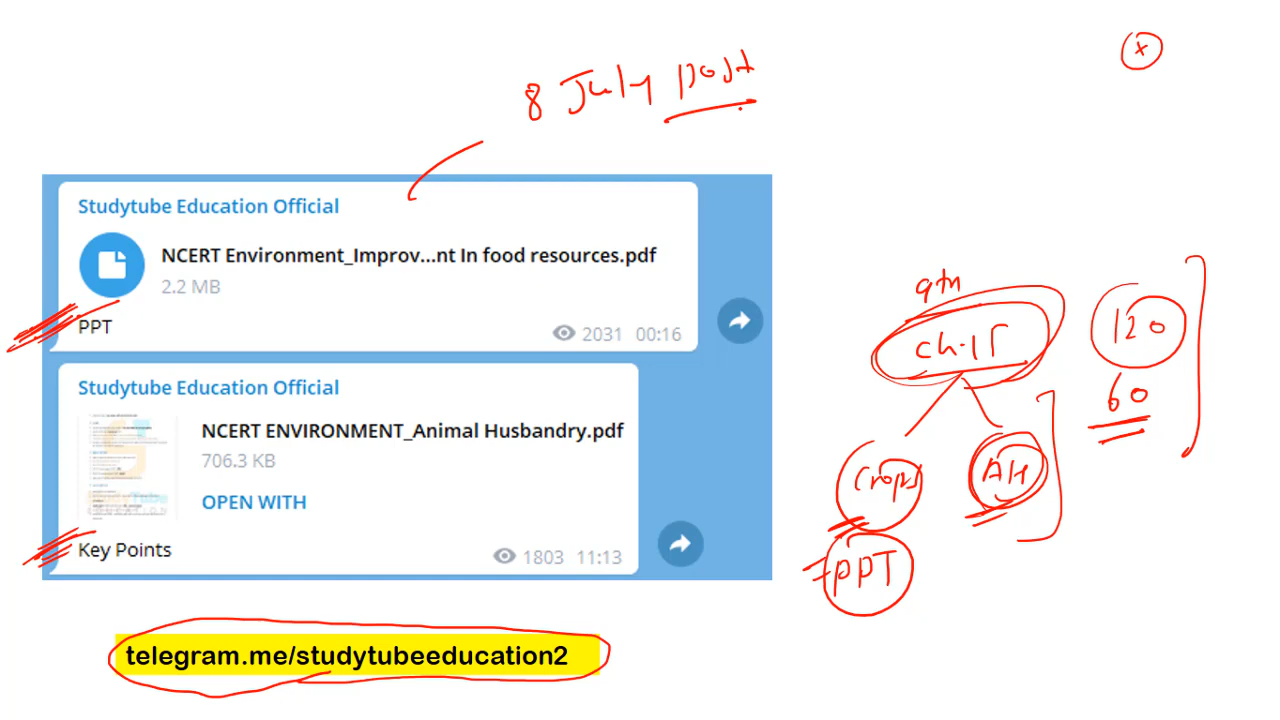 8 July post
Studytube Education Official
NCERT Environment_Improv...nt In food resources.pdf
2.2 MB
PPT
2031 00:16
Studytube Education Official
NCERT ENVIRONMENT_Animal Husbandry.pdf
706.3 KB
OPEN WITH
Key Points
1803 11:13
telegram.me/studytubeeducation2
9th
Ch-15
120
60
Crops
AH
PPT